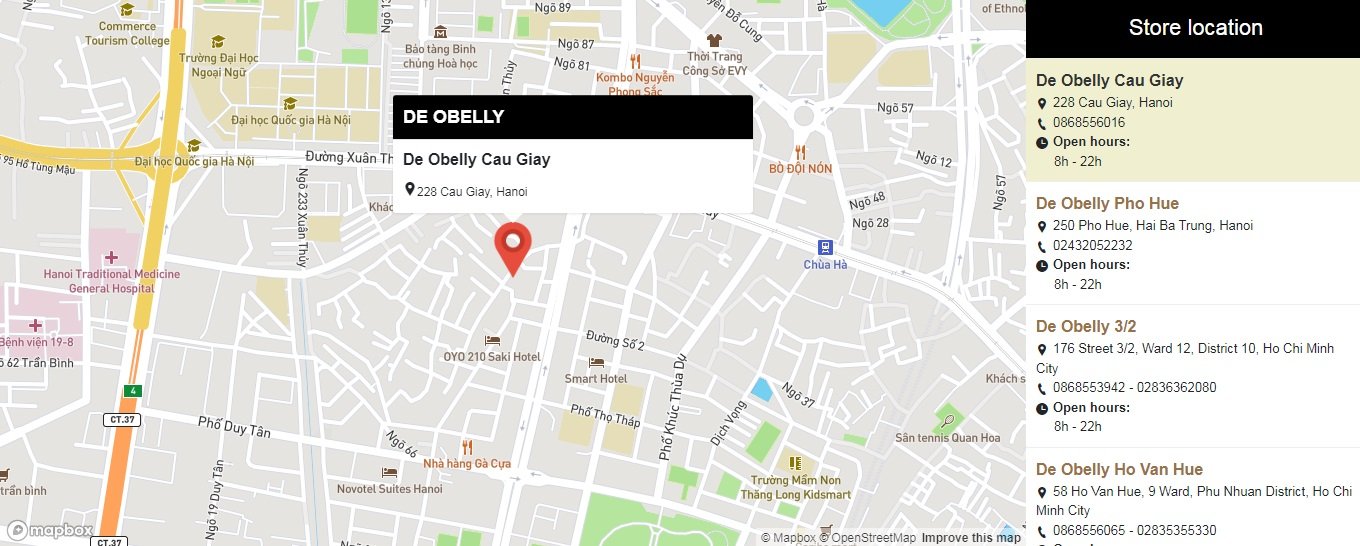 Commerce
Tourism College
Trường Đại Học
Ngoại Ngữ
Đại học Quốc gia Hà Nội
Đại học Quốc gia Hà Nội
95 Hồ Tùng Mậu
Hanoi Traditional Medicine
General Hospital
Bệnh viện 19-8
62 Trần Bình
4
CT.37
trần bình
CT.37
mapbox
Ngõ 89
Bảo tàng Binh
chủng Hoá học
Ngõ 86
Ngõ 81
Kombo Nguyễn
Phong Sắc
Nguyễn Đổ Cung
Thời Trang
Công Sở EVY
of Ethnol
Ngõ 57
Ngõ 12
Ngõ 57
BÒ ĐỘI NÓN
Ngõ 48
Ngõ 28
Chùa Hà
Đường Xuân Th
Ngõ 233 Xuân Thủy
Khác
DE OBELLY
De Obelly Cau Giay
228 Cau Giay, Hanoi
OYO 210 Saki Hotel
Đường Số 2
Smart Hotel
Phố Thọ Tháp
Phố Khúc Thừa Dụ
Dịch Vọng
Ngõ 37
Khách s
Sân tennis Quan Hoa
Trường Mầm Non
Thăng Long Kidsmart
Phố Duy Tân
Ngõ 66
Ngõ 19 Duy Tân
Nhà hàng Gà Cựa
Novotel Suites Hanoi
© Mapbox © OpenStreetMap Improve this map
Store location
De Obelly Cau Giay
228 Cau Giay, Hanoi
0868556016
Open hours:
8h - 22h
De Obelly Pho Hue
250 Pho Hue, Hai Ba Trung, Hanoi
02432052232
Open hours:
8h - 22h
De Obelly 3/2
176 Street 3/2, Ward 12, District 10, Ho Chi Minh
City
0868553942 - 02836362080
Open hours:
8h - 22h
De Obelly Ho Van Hue
58 Ho Van Hue, 9 Ward, Phu Nhuan District, Ho Chi
Minh City
0868556065 - 02835355330